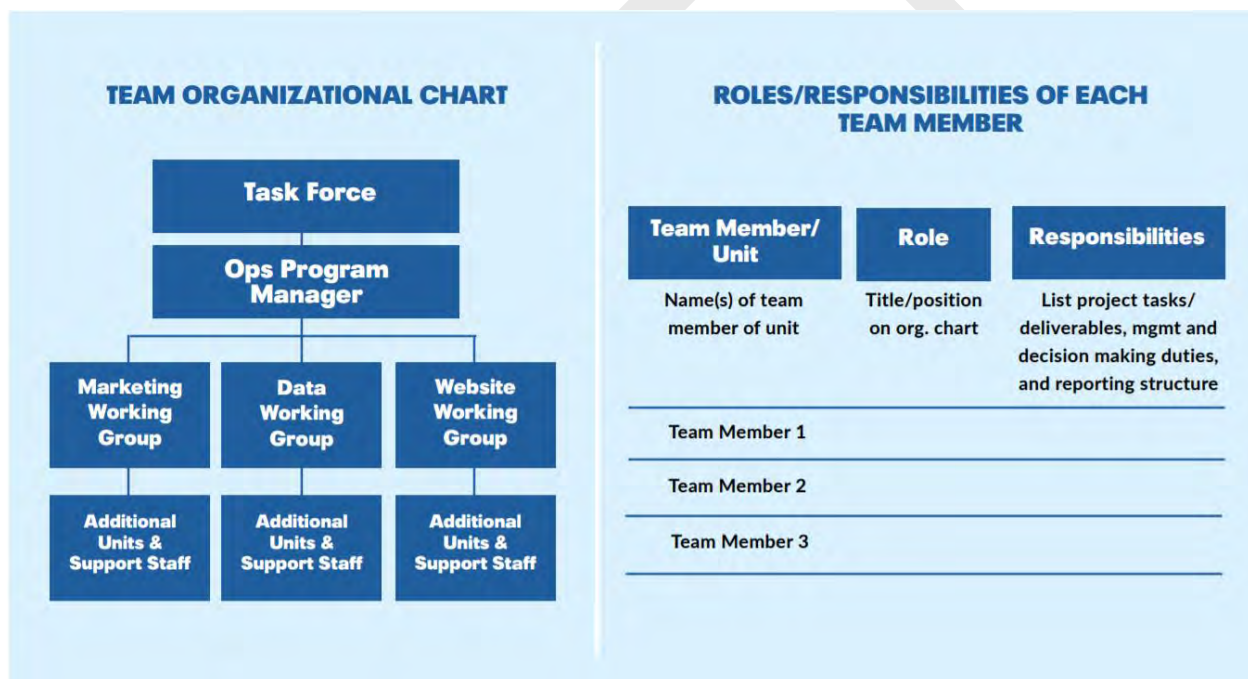 TEAM ORGANIZATIONAL CHART
Task Force
Ops Program
Manager
Marketing
Working
Group
Data
Working
Group
Website
Working
Group
Additional
Units &
Support Staff
Additional
Units &
Support Staff
Additional
Units &
Support Staff
ROLES/RESPONSIBILITIES OF EACH
TEAM MEMBER
Team Member/
Unit
Role
Responsibilities
Name(s) of team
member of unit
Title/position
on org. chart
List project tasks/
deliverables, mgmt and
decision making duties,
and reporting structure
Team Member 1
Team Member 2
Team Member 3